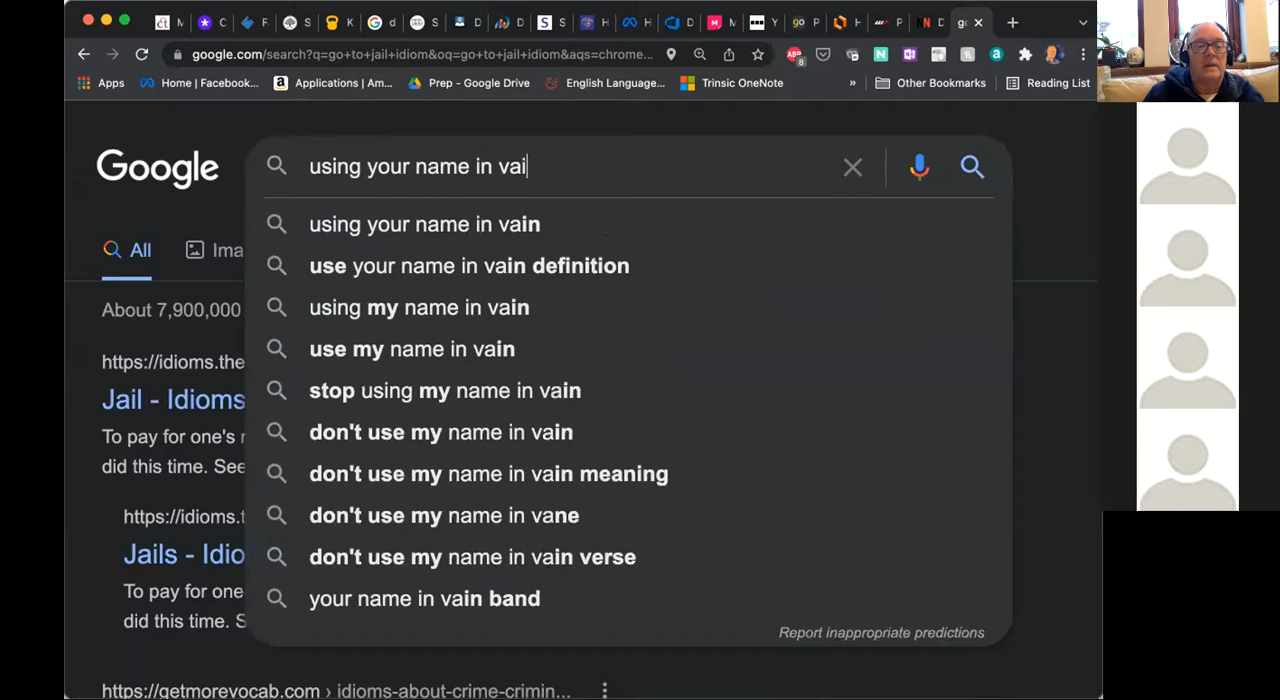 google.com/search?q=go+to+jail+idiom&oq=go+to+jail+idiom&aqs=chrome...
Apps
Home | Facebook...
Applications | Am...
Prep - Google Drive
English Language...
Trinsic OneNote
»
Other Bookmarks
Reading List
Google
using your name in vai
All
Ima
using your name in vain
use your name in vain definition
using my name in vain
use my name in vain
stop using my name in vain
don't use my name in vain
don't use my name in vain meaning
don't use my name in vane
don't use my name in vain verse
your name in vain band
Report inappropriate predictions
About 7,900,000
https://idioms.the
Jail - Idioms
To pay for one's
did this time. See
https://idioms.t
Jails - Idio
To pay for one
did this time. S
https://getmorevocab.com › idioms-about-crime-crimin...